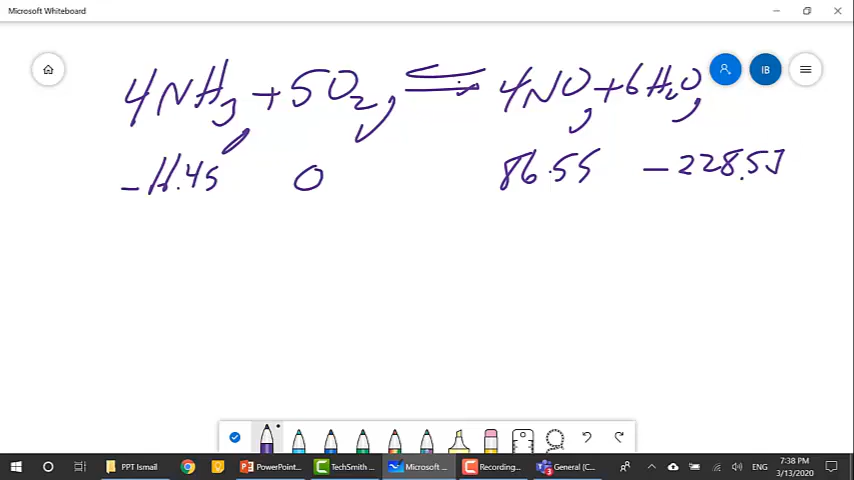 Microsoft Whiteboard
4NH3 + 5O2, ⇌ 4NO + 6H2O
IB
-11.45 0 86.55 -228.57
PPT Ismail
PowerPoint...
TechSmith ...
Microsoft ...
Recording...
3
General (C...
ENG
7:38 PM
3/13/2020